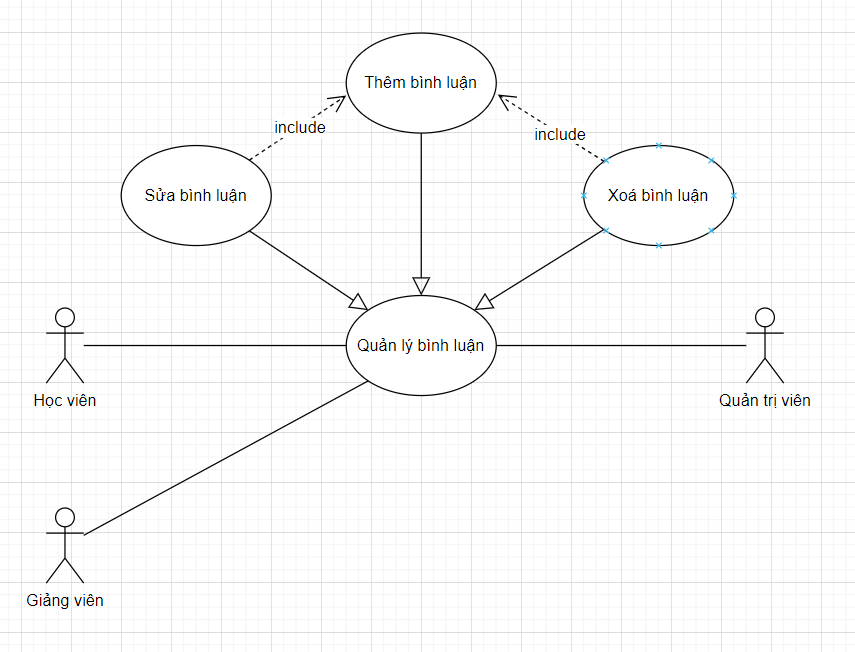 Thêm bình luận
include
include
Sửa bình luận
Xoá bình luận
Quản lý bình luận
Học viên
Quản trị viên
Giảng viên